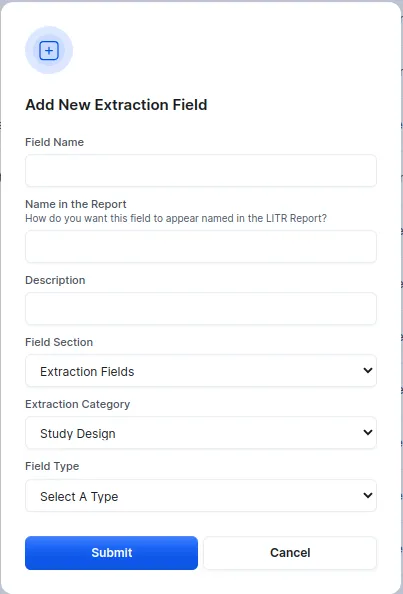 Add New Extraction Field
Field Name
Name in the Report
How do you want this field to appear named in the LITR Report?
Description
Field Section
Extraction Fields
Extraction Category
Study Design
Field Type
Select A Type
Submit Cancel